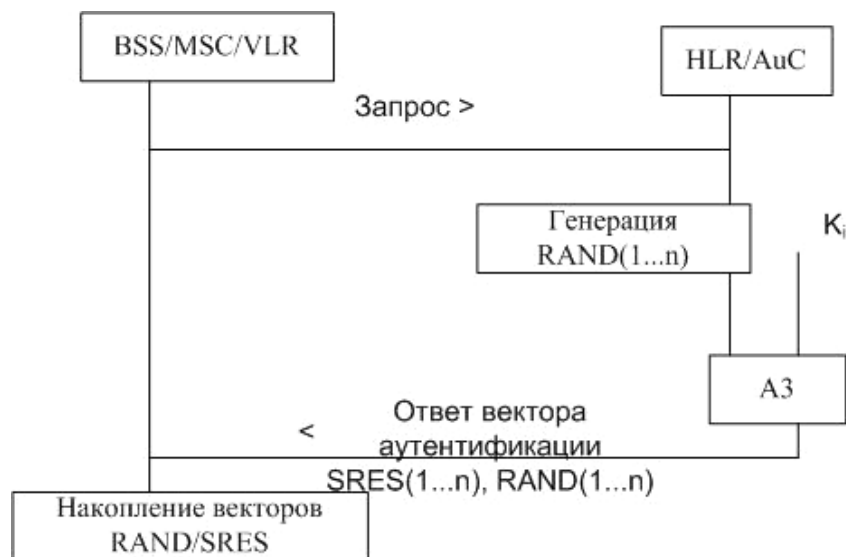 BSS/MSC/VLR
HLR/AuC
Запрос >
Генерация
RAND(1...n)
Ki
A3
Ответ вектора
<
аутентификации
SRES(1...n), RAND(1...n)
Накопление векторов
RAND/SRES